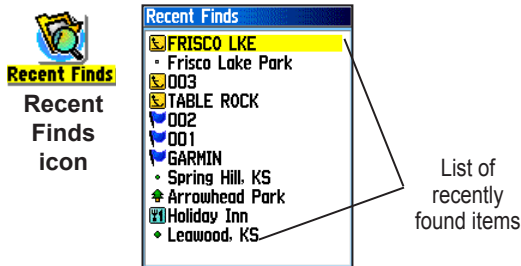 Recent Finds
Recent
Finds
icon
Recent Finds
FRISCO LKE
Frisco Lake Park
003
TABLE ROCK
002
001
GARMIN
Spring Hill, KS
Arrowhead Park
Holiday Inn
Leawood, KS
List of
recently
found items